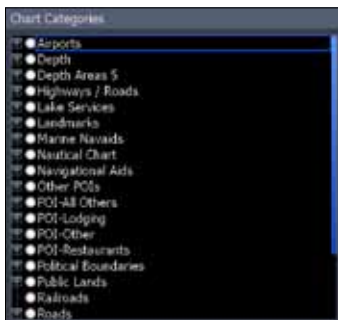 Chart Categories
Airports
Depth
Depth Areas 5
Highways / Roads
Lake Services
Landmarks
Marine Navaids
Nautical Chart
Navigational Aids
Other POIs
POI-All Others
POI-Lodging
POI-Other
POI-Restaurants
Political Boundaries
Public Lands
Railroads
Roads